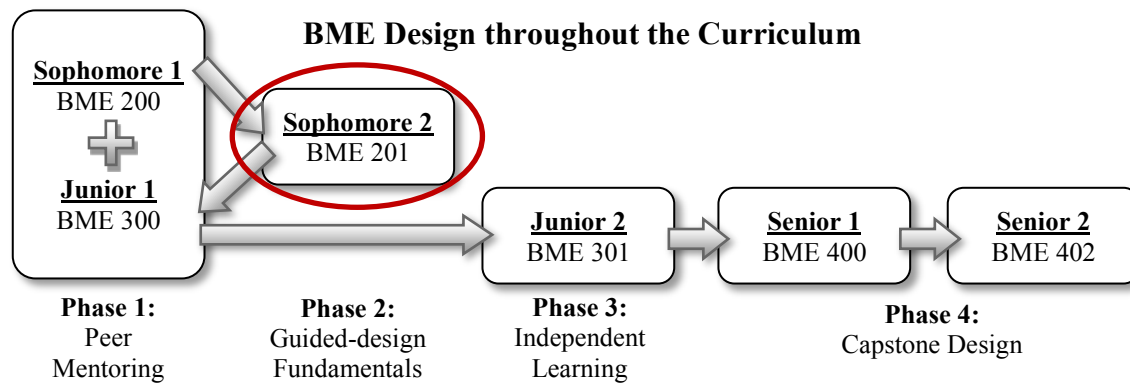 BME Design throughout the Curriculum
Sophomore 1
BME 200
Junior 1
BME 300
Sophomore 2
BME 201
Junior 2
BME 301
Senior 1
BME 400
Senior 2
BME 402
Phase 1:
Peer
Mentoring
Phase 2:
Guided-design
Fundamentals
Phase 3:
Independent
Learning
Phase 4:
Capstone Design